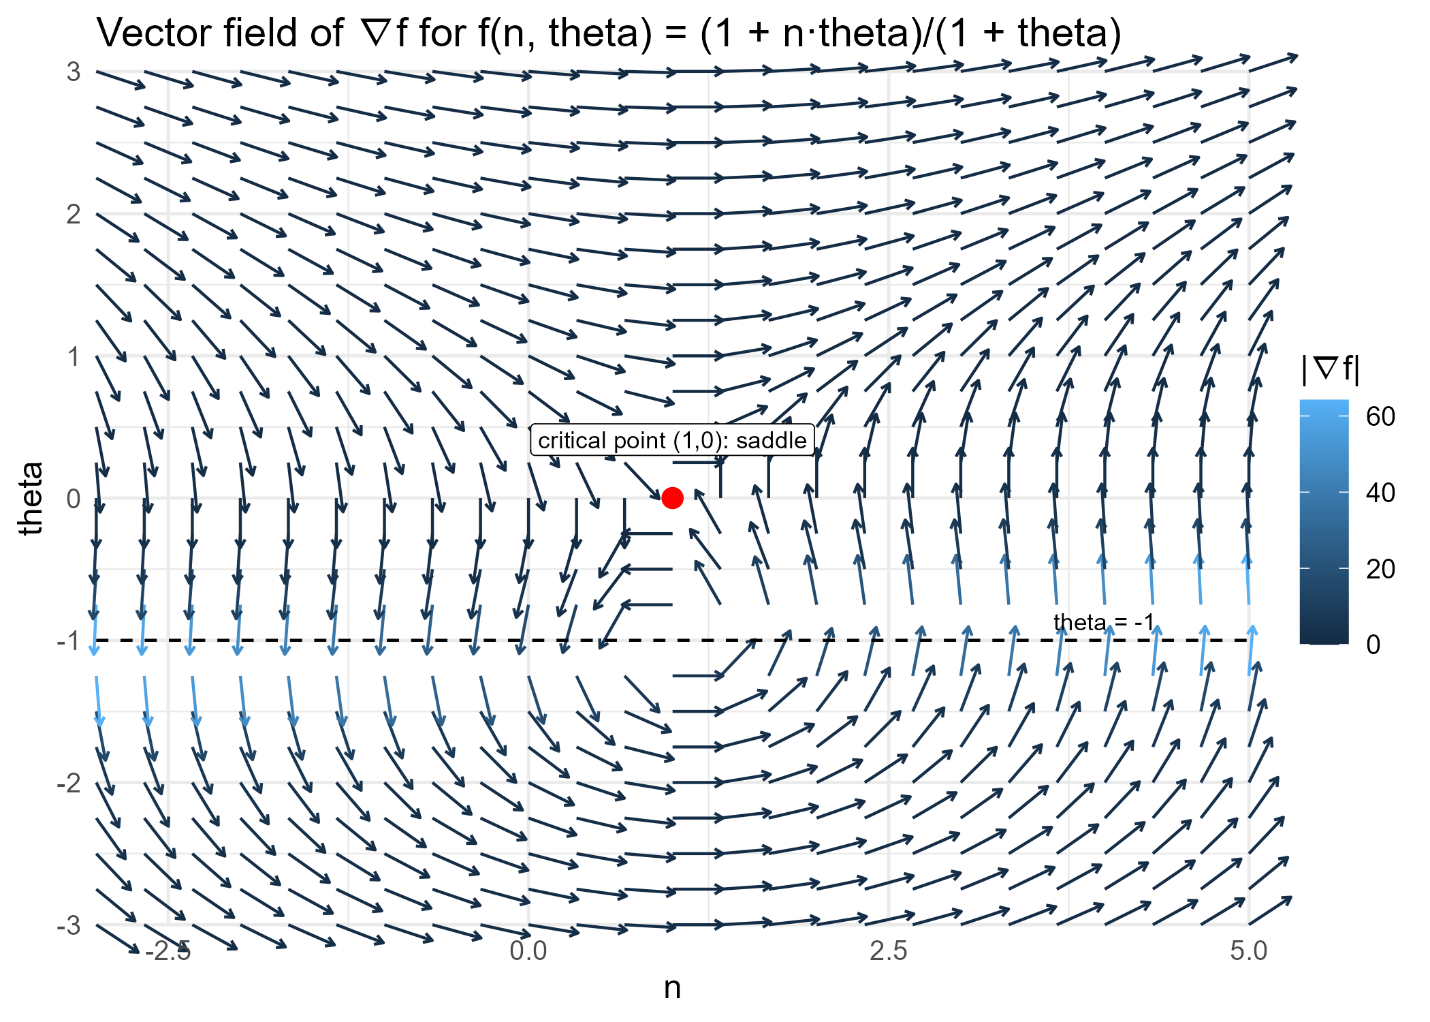 Vector field of ∇f for f(n, theta) = (1 + n·theta)/(1 + theta)
3
2
1
0
-1
-2
-3
theta
critical point (1,0): saddle
theta = -1
-2.5
0.0
2.5
5.0
n
|∇f|
60
40
20
0